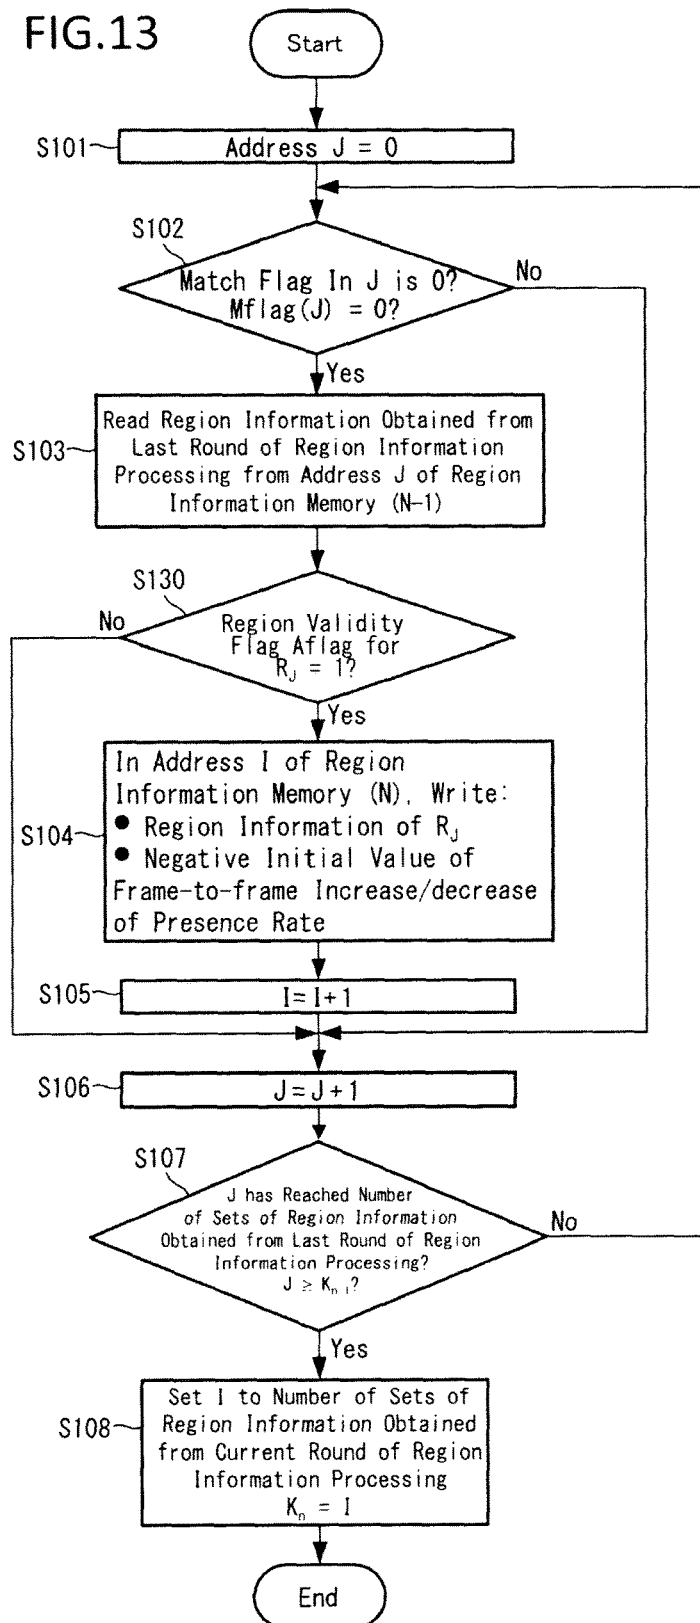 FIG.13
Start
S101
Address J = 0
S102
Match Flag In J is 0?
Mflag(J) = 0?
No
Yes
S103
Read Region Information Obtained from
Last Round of Region Information
Processing from Address J of Region
Information Memory (N-1)
S130
No
Region Validity
Flag Aflag for
R_J = 1?
Yes
S104
In Address I of Region
Information Memory (N), Write:
● Region Information of R_J
● Negative Initial Value of
Frame-to-frame Increase/decrease
of Presence Rate
S105
I=I+1
S106
J=J+1
S107
J has Reached Number
of Sets of Region Information
Obtained from Last Round of Region
Information Processing?
J ≥ K
No
Yes
S108
Set I to Number of Sets of
Region Information Obtained
from Current Round of Region
Information Processing
K_n = I
End